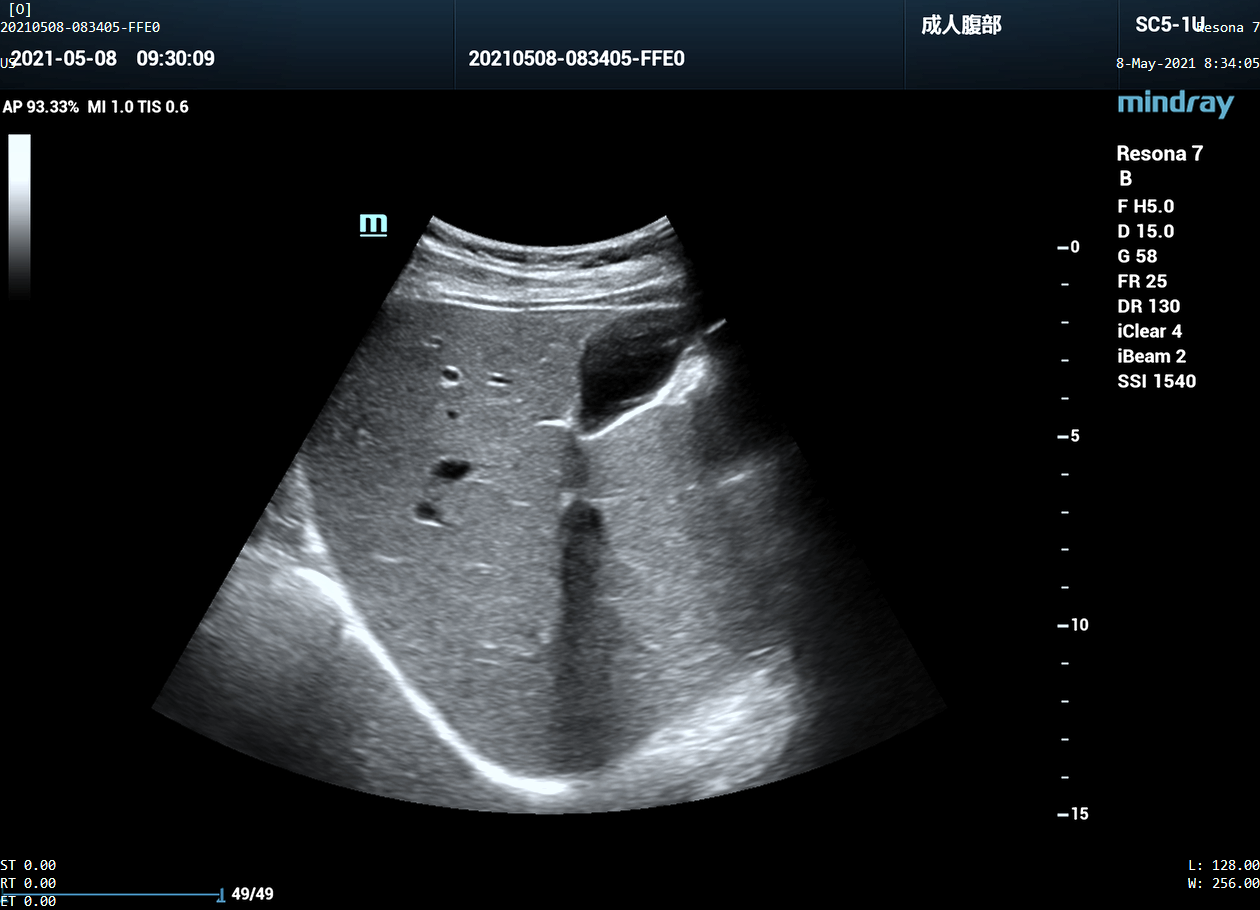 [O]
20210508-083405-FFE0
2021-05-08 09:30:09
US
20210508-083405-FFE0
成人腹部
SC5-1U
Resona 7
8-May-2021 8:34:05
AP 93.33% MI 1.0 TIS 0.6
mindray
Resona 7
B
F H5.0
D 15.0
G 58
FR 25
DR 130
iClear 4
iBeam 2
SSI 1540
m
0
5
10
15
ST 0.00
RT 0.00
ET 0.00
49/49
L: 128.00
W: 256.00